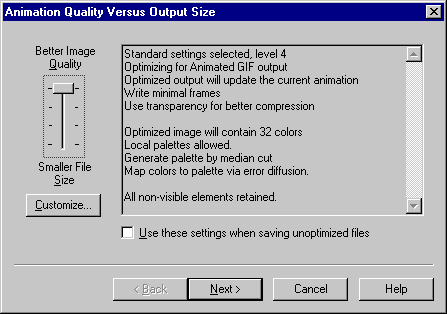 Animation Quality Versus Output Size
Better Image
Quality
Smaller File
Size
Customize...
Standard settings selected, level 4
Optimizing for Animated GIF output
Optimized output will update the current animation
Write minimal frames
Use transparency for better compression
Optimized image will contain 32 colors
Local palettes allowed.
Generate palette by median cut
Map colors to palette via error diffusion.
All non-visible elements retained.
Use these settings when saving unoptimized files
< Back
Next >
Cancel
Help